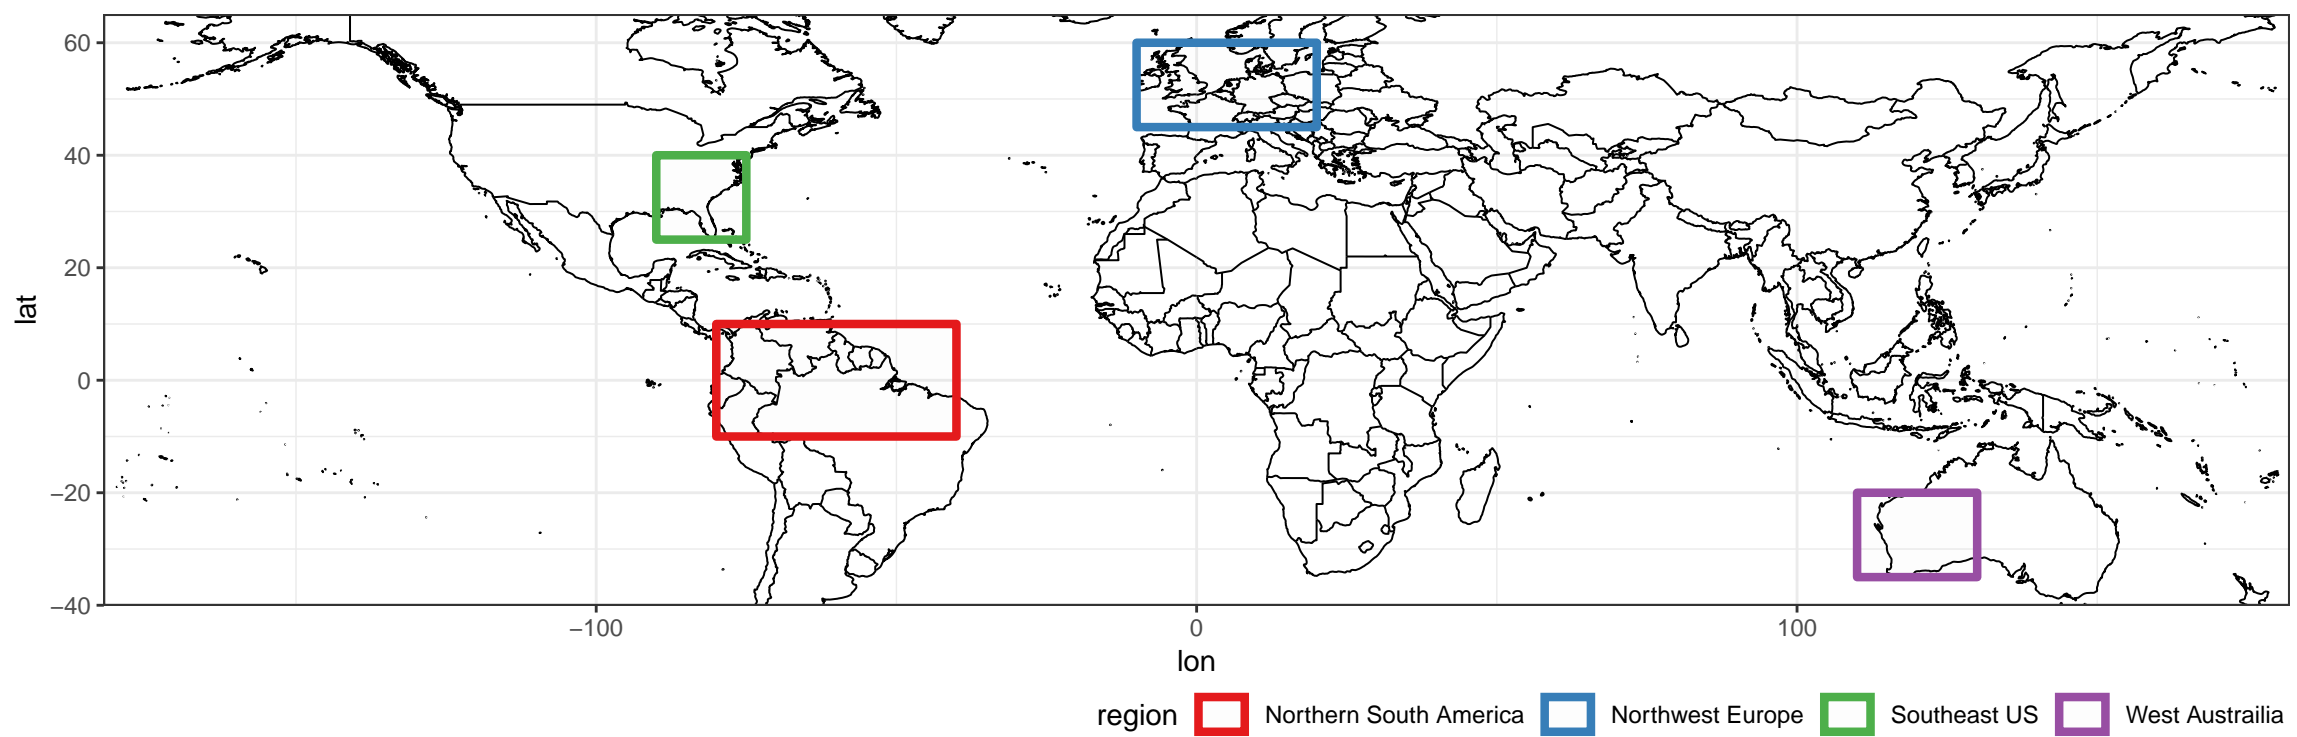 60
40
20
0
−20
−40
lat
−100
0
100
lon
region
Northern South America
Northwest Europe
Southeast US
West Austrailia